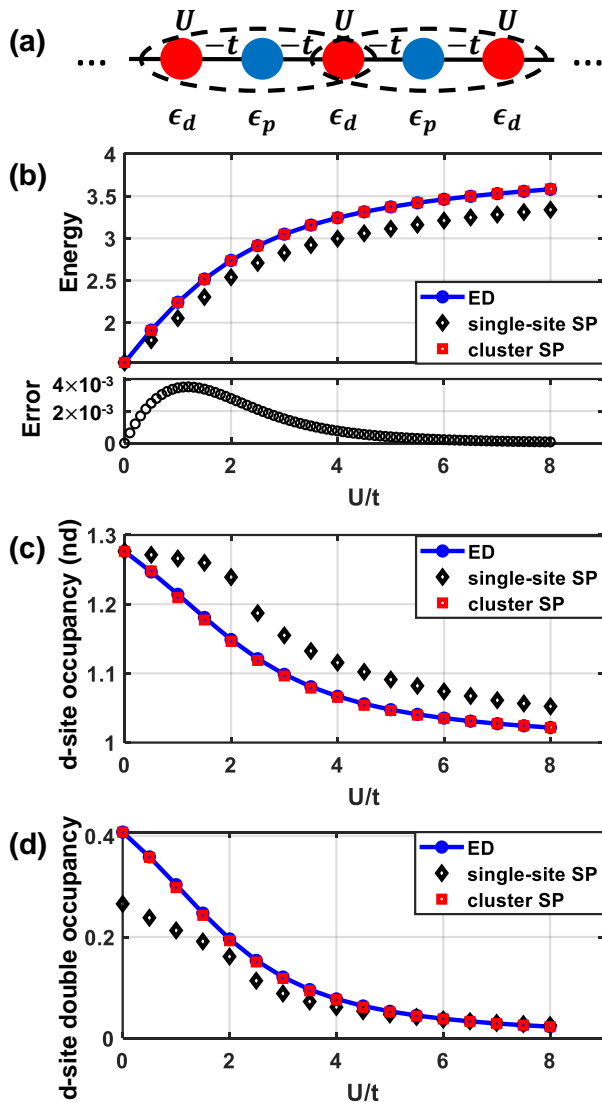 (a)
U U U
−t −t −t −t
... ...
ϵd ϵp ϵd ϵp ϵd
(b)
Energy
4
3.5
3
2.5
2
ED
single-site SP
cluster SP
Error
4×10⁻³
2×10⁻³
0
0 2 4 6 8
U/t
(c)
d-site occupancy (nd)
1.3
1.2
1.1
1
ED
single-site SP
cluster SP
0 2 4 6 8
U/t
(d)
d-site double occupancy
0.4
0.2
0
ED
single-site SP
cluster SP
0 2 4 6 8
U/t